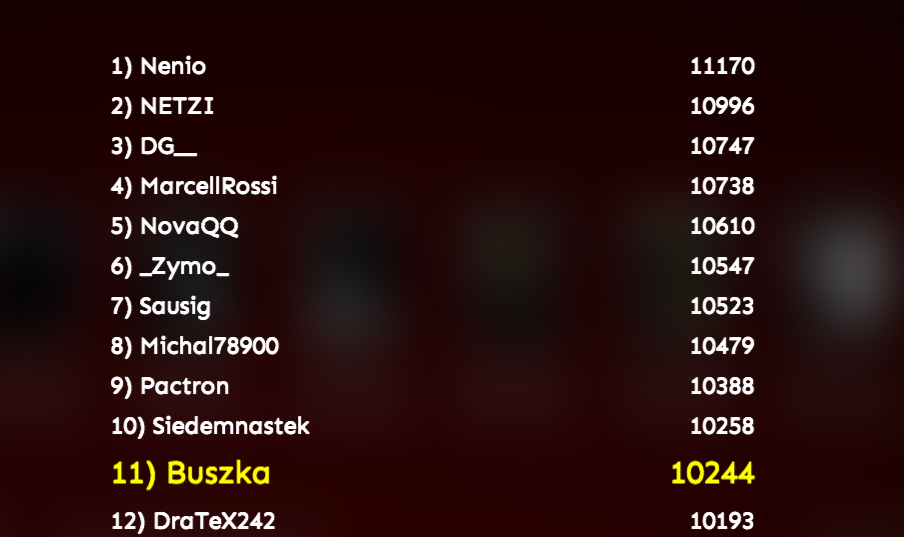 1) Nenio 11170
2) NETZI 10996
3) DG__ 10747
4) MarcellRossi 10738
5) NovaQQ 10610
6) _Zymo_ 10547
7) Sausig 10523
8) Michal78900 10479
9) Pactron 10388
10) Siedemnastek 10258
11) Buszka 10244
12) DraTeX242 10193